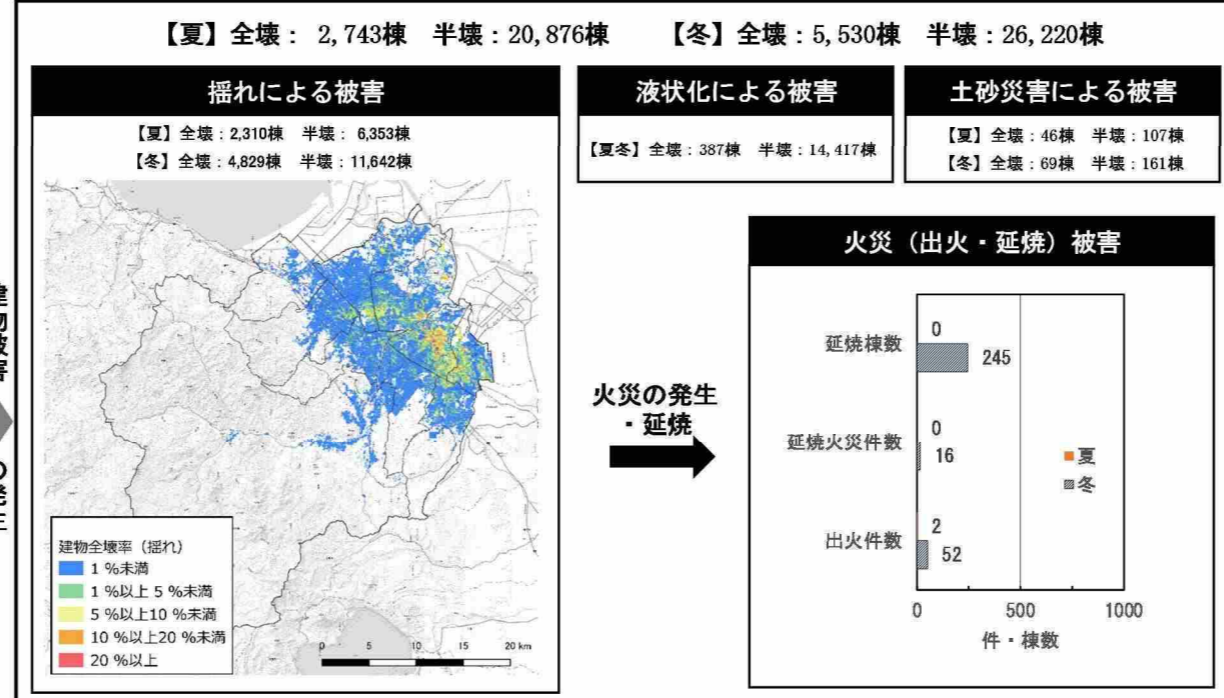 【夏】全壊： 2,743棟　半壊：20,876棟　　【冬】全壊：5,530棟　半壊：26,220棟
揺れによる被害
【夏】全壊：2,310棟　半壊： 6,353棟
【冬】全壊：4,829棟　半壊：11,642棟
液状化による被害
【夏冬】全壊：387棟　半壊：14,417棟
土砂災害による被害
【夏】全壊：46棟　半壊：107棟
【冬】全壊：69棟　半壊：161棟
建物全壊率（揺れ）
1 %未満
1 %以上 5 %未満
5 %以上10 %未満
10 %以上20 %未満
20 %以上
0 5 10 15 20 km
火災の発生
・延焼
火災（出火・延焼）被害
延焼棟数
0
245
延焼火災件数
0
16
出火件数
2
52
夏
冬
0 500 1000
件・棟数